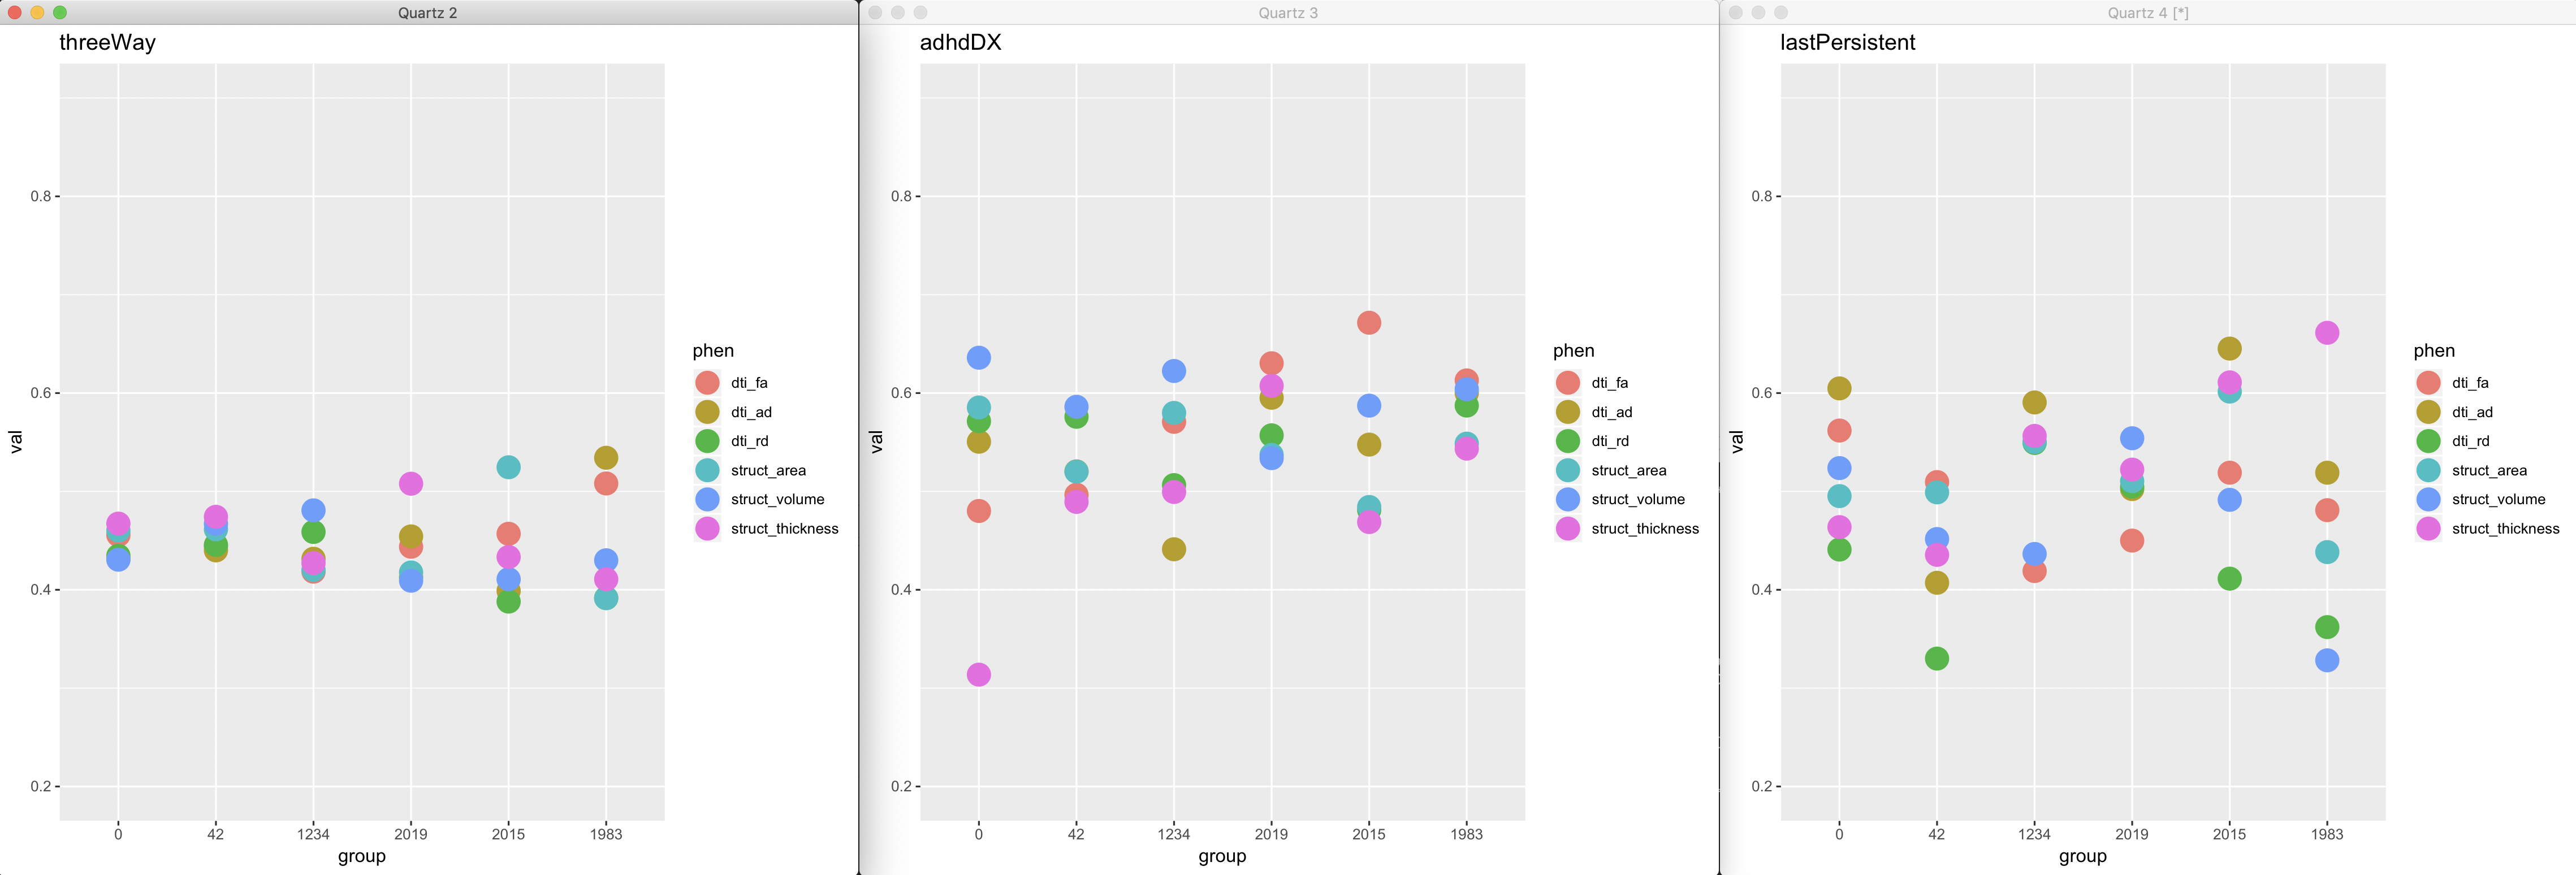 Quartz 2
threeWay
0.8
0.6
0.4
0.2
val
0 42 1234 2019 2015 1983
group
phen
dti_fa
dti_ad
dti_rd
struct_area
struct_volume
struct_thickness
Quartz 3
adhdDX
0.8
0.6
0.4
0.2
val
0 42 1234 2019 2015 1983
group
phen
dti_fa
dti_ad
dti_rd
struct_area
struct_volume
struct_thickness
Quartz 4 [*]
lastPersistent
0.8
0.6
0.4
0.2
val
0 42 1234 2019 2015 1983
group
phen
dti_fa
dti_ad
dti_rd
struct_area
struct_volume
struct_thickness